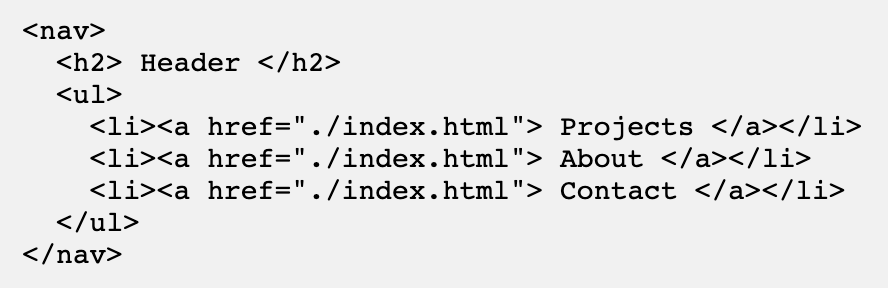 <nav>
  <h2> Header </h2>
  <ul>
    <li><a href="./index.html"> Projects </a></li>
    <li><a href="./index.html"> About </a></li>
    <li><a href="./index.html"> Contact </a></li>
  </ul>
</nav>